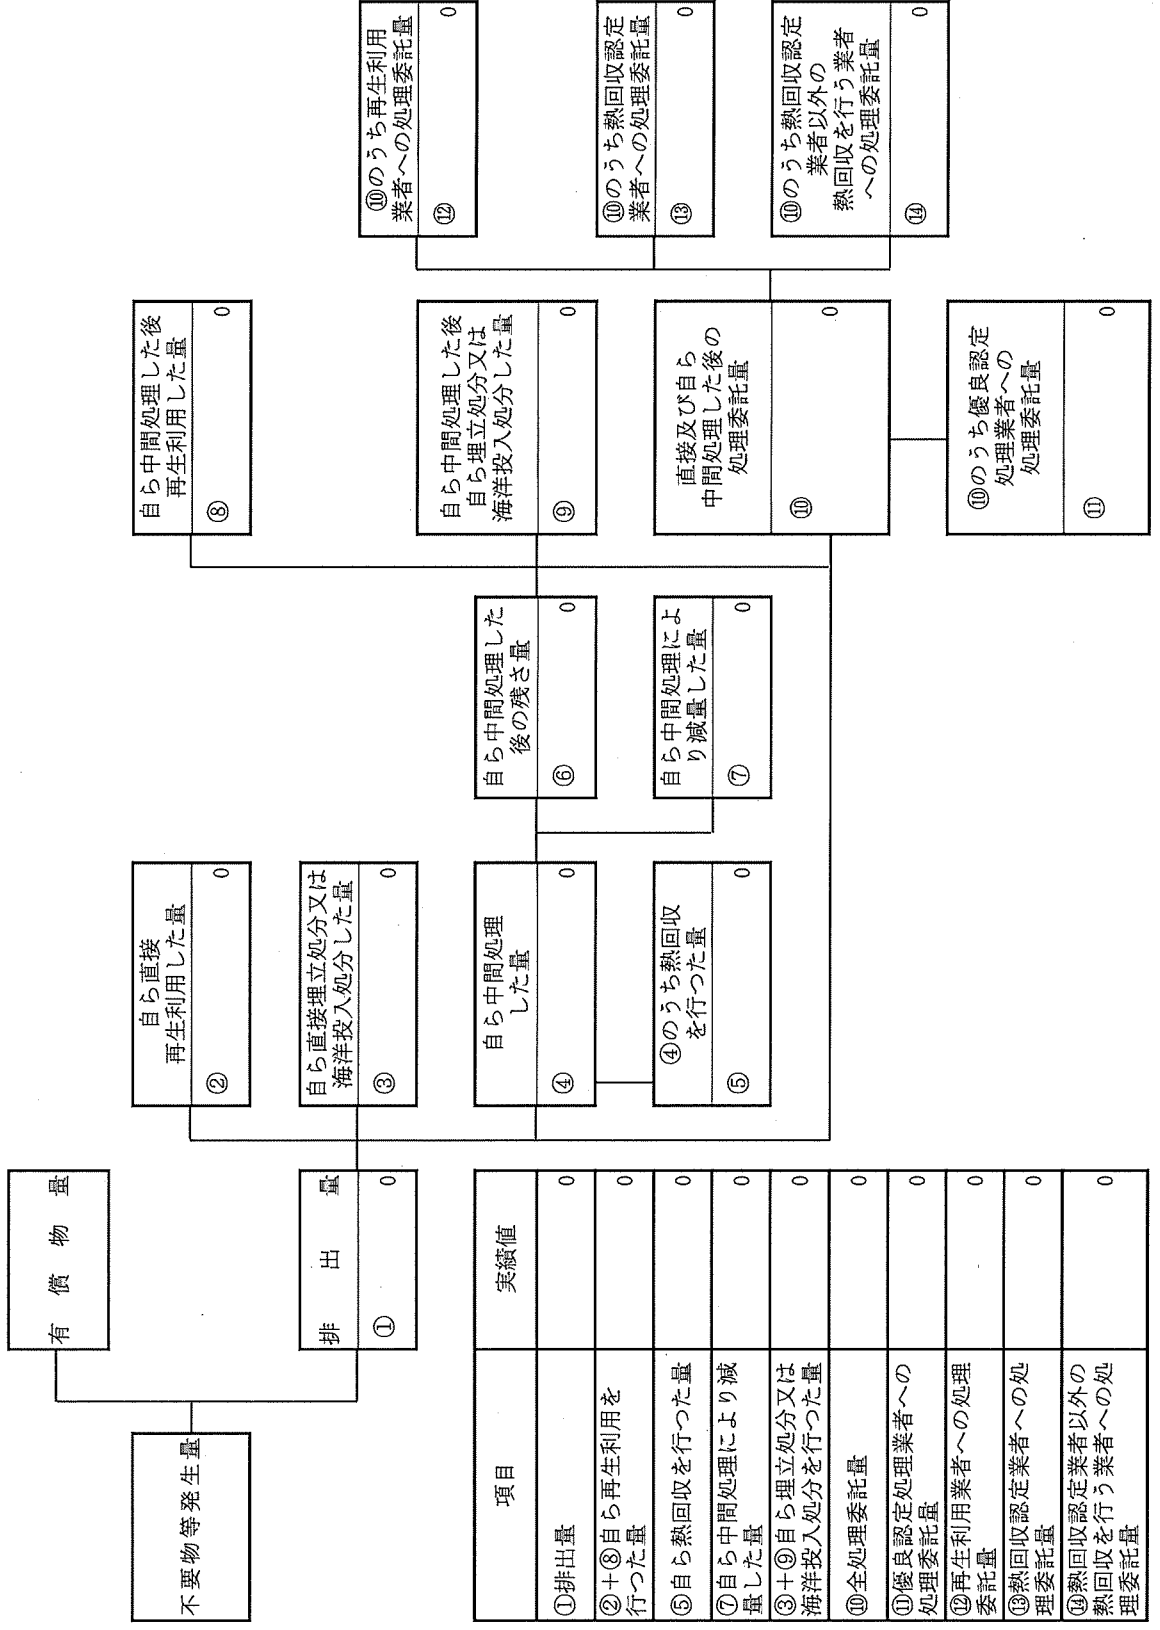 不要物等発生量
有償物量
排出量
① 0
自ら直接
再生利用した量
② 0
自ら直接埋立処分又は
海洋投入処分した量
③ 0
自ら中間処理
した量
④ 0
④のうち熱回収
を行つた量
⑤ 0
自ら中間処理した
後の残さ量
⑥ 0
自ら中間処理によ
り減量した量
⑦ 0
自ら中間処理した後
再生利用した量
⑧ 0
自ら中間処理した後
自ら埋立処分又は
海洋投入処分した量
⑨ 0
直接及び自ら
中間処理した後の
処理委託量
⑩ 0
⑩のうち優良認定
処理業者への
処理委託量
⑪ 0
⑩のうち再生利用
業者への処理委託量
⑫ 0
⑩のうち熱回収認定
業者への処理委託量
⑬ 0
⑩のうち熱回収認定
業者以外の
熱回収を行う業者
への処理委託量
⑭ 0
項目 実績値
①排出量 0
②+⑧自ら再生利用を
行つた量 0
⑤自ら熱回収を行つた量 0
⑦自ら中間処理により減
量した量 0
③+⑨自ら埋立処分又は
海洋投入処分を行つた量 0
⑩全処理委託量 0
⑪優良認定処理業者への
処理委託量 0
⑫再生利用業者への処理
委託量 0
⑬熱回収認定業者への処
理委託量 0
⑭熱回収認定業者以外の
熱回収を行う業者への処
理委託量 0